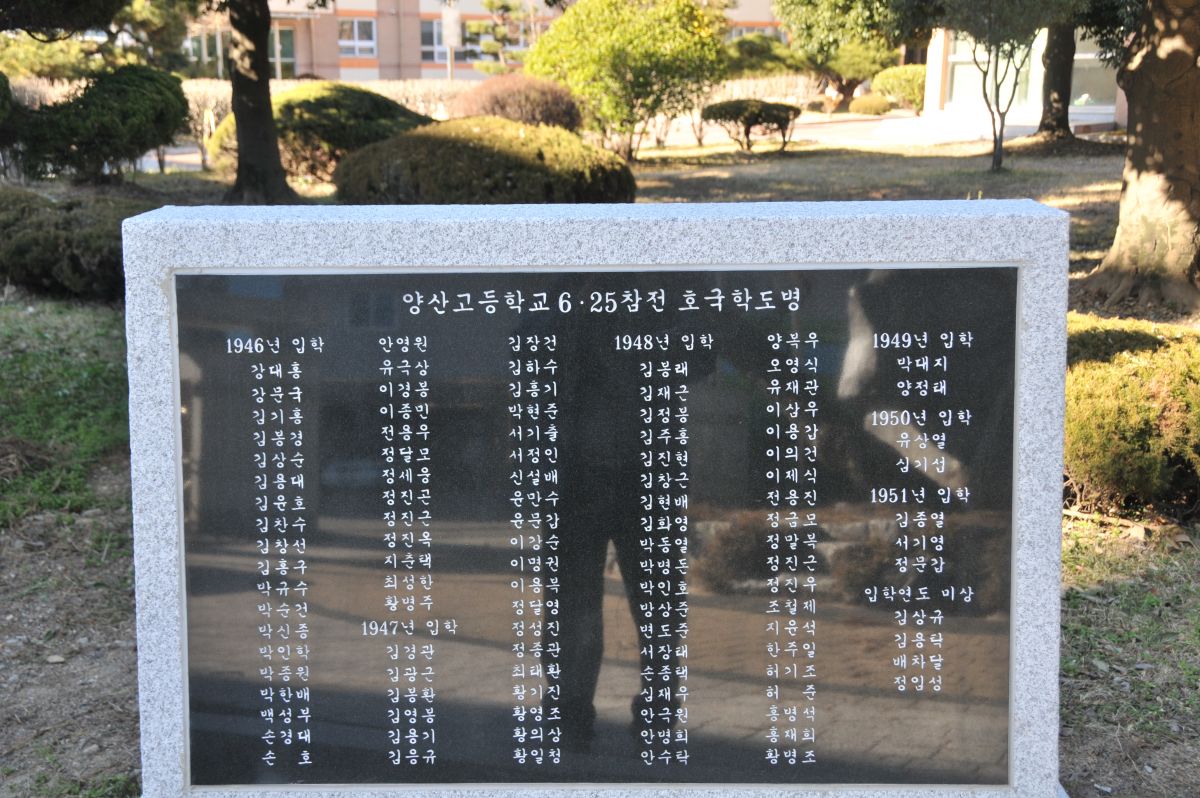 양산고등학교 6·25참전 호국학도병
1946년 입학
강대홍
강문국
김기홍
김봉경
김상순
김용대
김윤호
김찬수
김창선
김홍구
박규수
박순건
박신종
박인학
박종원
박한배
백성부
손경대
손 호
안영원
유극상
이경봉
이종민
전용우
정달모
정세웅
정진곤
정진근
정진옥
지춘택
최성한
황병주
1947년 입학
김경관
김광근
김봉환
김영봉
김용기
김응규
김장건
김하수
김흥기
박현준
서기출
서정인
신설배
윤만수
윤문갑
이강순
이명원
이용복
정달영
정성진
정종관
최태환
황기진
황영조
황의상
황일청
1948년 입학
김봉래
김재근
김정봉
김주홍
김진현
김창근
김현배
김화영
박동열
박병돈
박인호
방상준
변도준
서장태
손종택
심재우
안극원
안병희
안수탁
양복우
오영식
유재관
이삼우
이용갑
이의건
이제식
전용진
정금모
정말복
정진근
정진우
조철제
지윤석
한주일
허기조
허 준
홍병석
홍재희
황병조
1949년 입학
박대지
양정태
1950년 입학
유상열
심기섭
1951년 입학
김종열
서기영
정문갑
입학연도 미상
김상규
김용탁
배차달
정임성